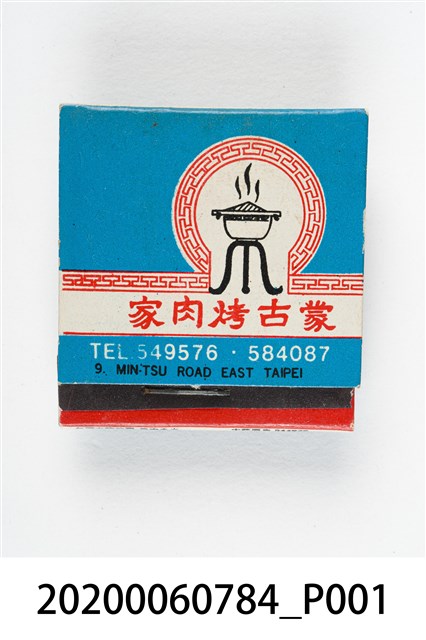 蒙古烤肉家
TEL. 549576 · 584087
9. MIN-TSU ROAD EAST TAIPEI
20200060784_P001